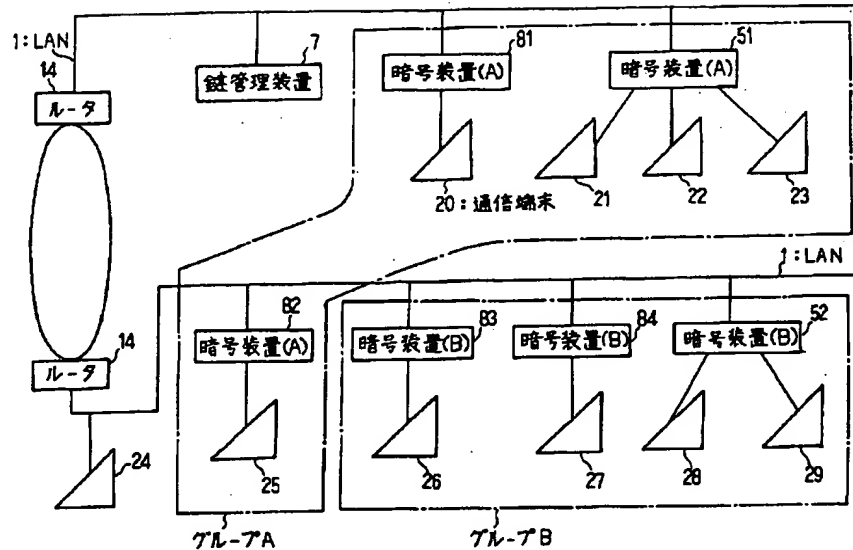 1:LAN
14
ルータ
7
鍵管理装置
81
暗号装置(A)
51
暗号装置(A)
20:通信端末
21
22
23
1:LAN
14
ルータ
24
82
暗号装置(A)
25
83
暗号装置(B)
26
84
暗号装置(B)
27
52
暗号装置(B)
28
29
グループA
グループB